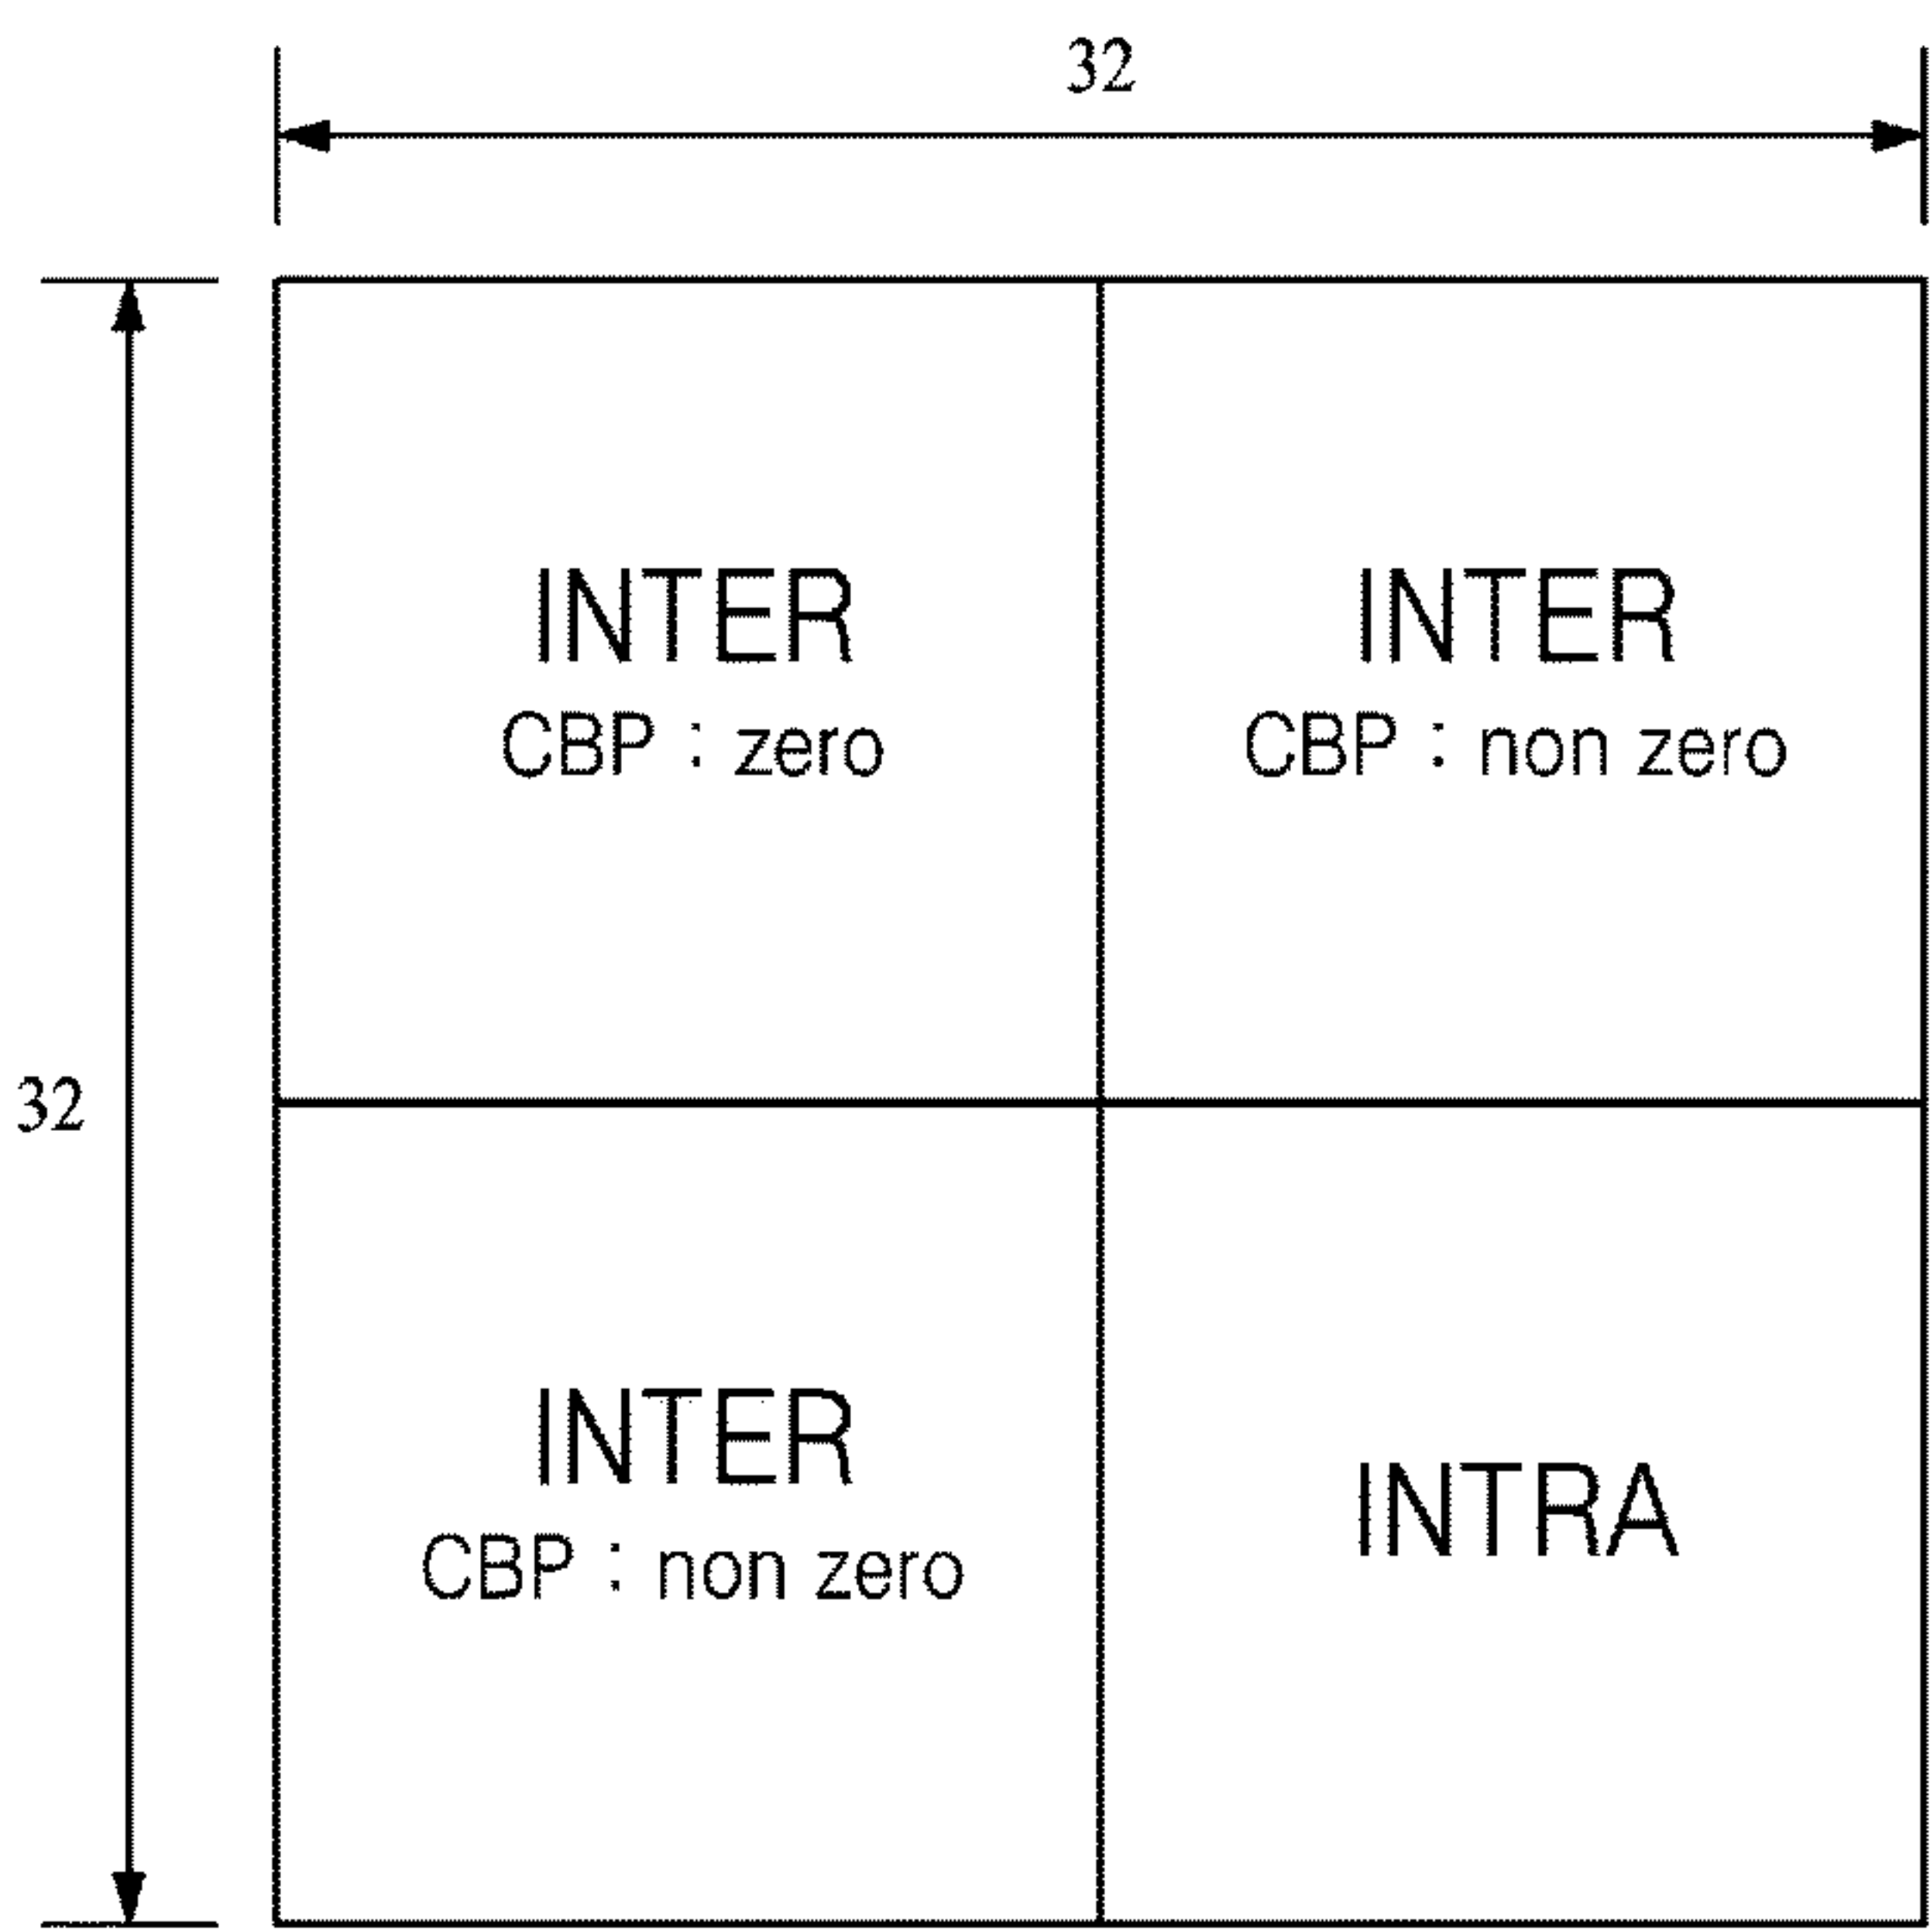 32
INTER
CBP : zero
INTER
CBP : non zero
32
INTER
CBP : non zero
INTRA